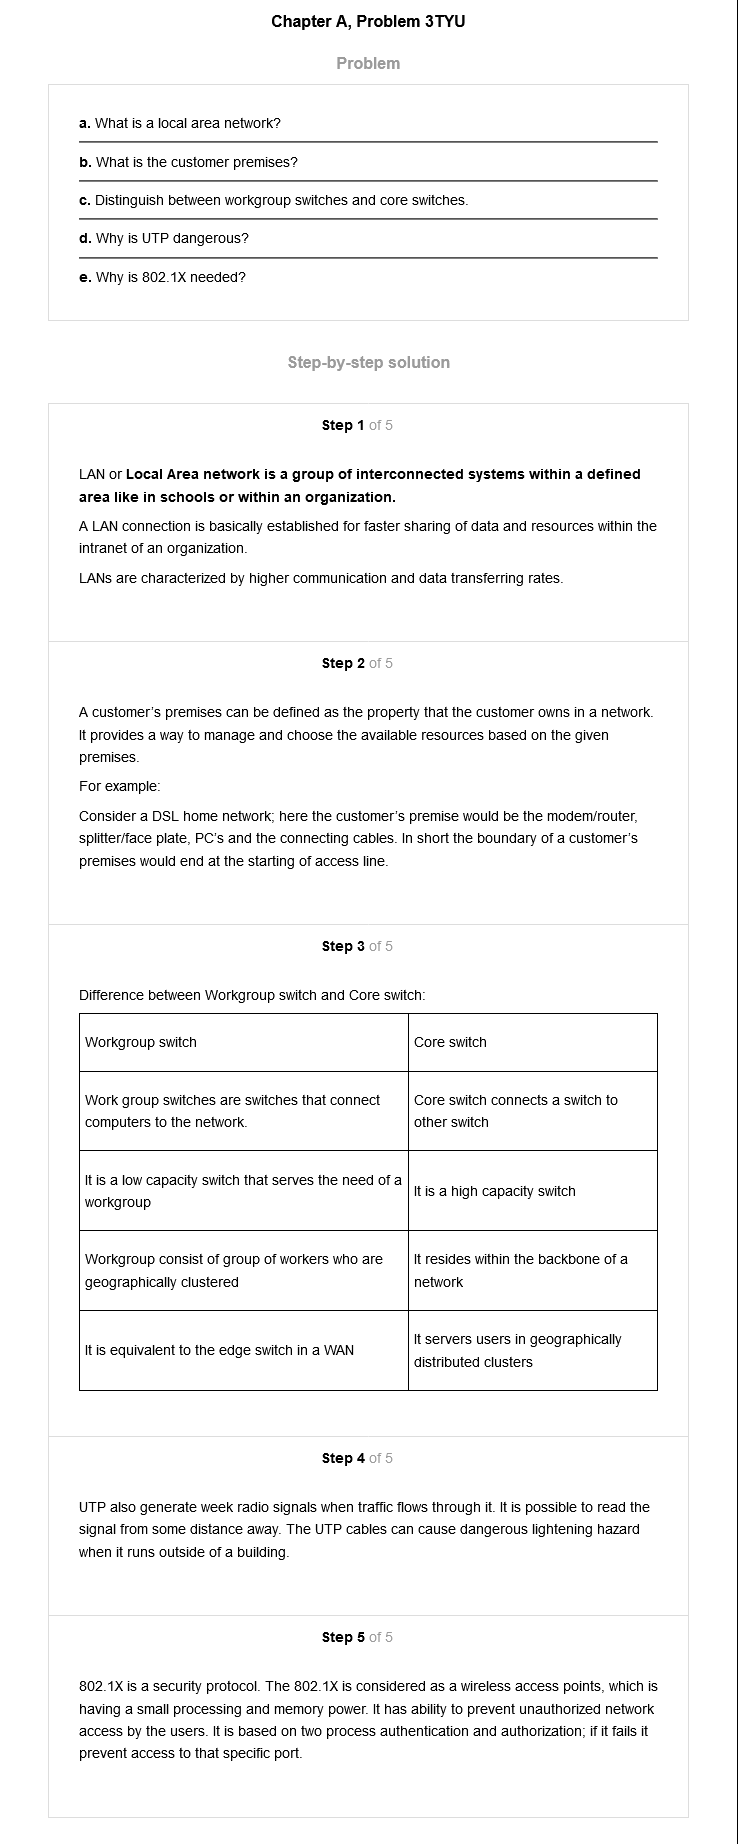 Chapter A, Problem 3TYU
Problem
a. What is a local area network?
b. What is the customer premises?
c. Distinguish between workgroup switches and core switches.
d. Why is UTP dangerous?
e. Why is 802.1X needed?
Step-by-step solution
Step 1 of 5
LAN or Local Area network is a group of interconnected systems within a defined
area like in schools or within an organization.
A LAN connection is basically established for faster sharing of data and resources within the
intranet of an organization.
LANs are characterized by higher communication and data transferring rates.
Step 2 of 5
A customer's premises can be defined as the property that the customer owns in a network.
It provides a way to manage and choose the available resources based on the given
premises.
For example:
Consider a DSL home network; here the customer's premise would be the modem/router,
splitter/face plate, PC's and the connecting cables. In short the boundary of a customer's
premises would end at the starting of access line.
Step 3 of 5
Difference between Workgroup switch and Core switch:
Workgroup switch
Core switch
Work group switches are switches that connect
computers to the network.
Core switch connects a switch to
other switch
It is a low capacity switch that serves the need of a
workgroup
It is a high capacity switch
Workgroup consist of group of workers who are
geographically clustered
It resides within the backbone of a
network
It is equivalent to the edge switch in a WAN
It servers users in geographically
distributed clusters
Step 4 of 5
UTP also generate week radio signals when traffic flows through it. It is possible to read the
signal from some distance away. The UTP cables can cause dangerous lightening hazard
when it runs outside of a building.
Step 5 of 5
802.1X is a security protocol. The 802.1X is considered as a wireless access points, which is
having a small processing and memory power. It has ability to prevent unauthorized network
access by the users. It is based on two process authentication and authorization; if it fails it
prevent access to that specific port.